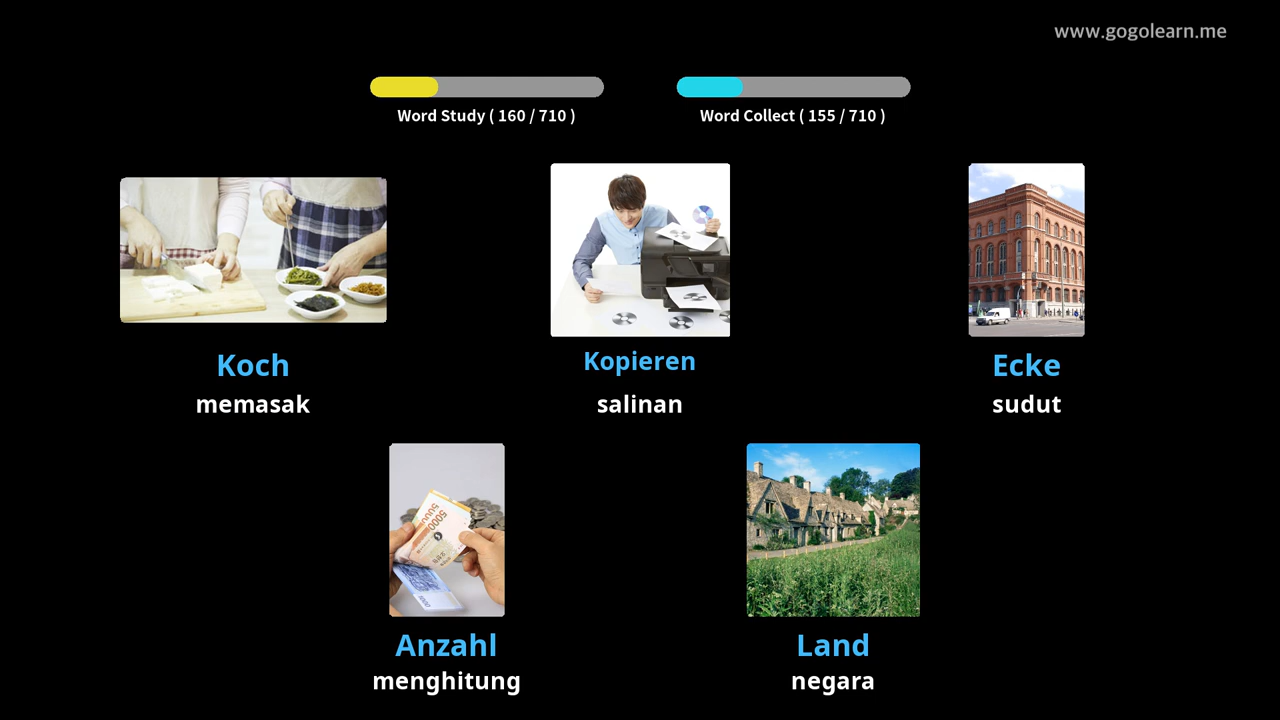 www.gogolearn.me
Word Study ( 160 / 710 )
Word Collect ( 155 / 710 )
Koch
memasak
Kopieren
salinan
Ecke
sudut
5000
Anzahl
menghitung
Land
negara